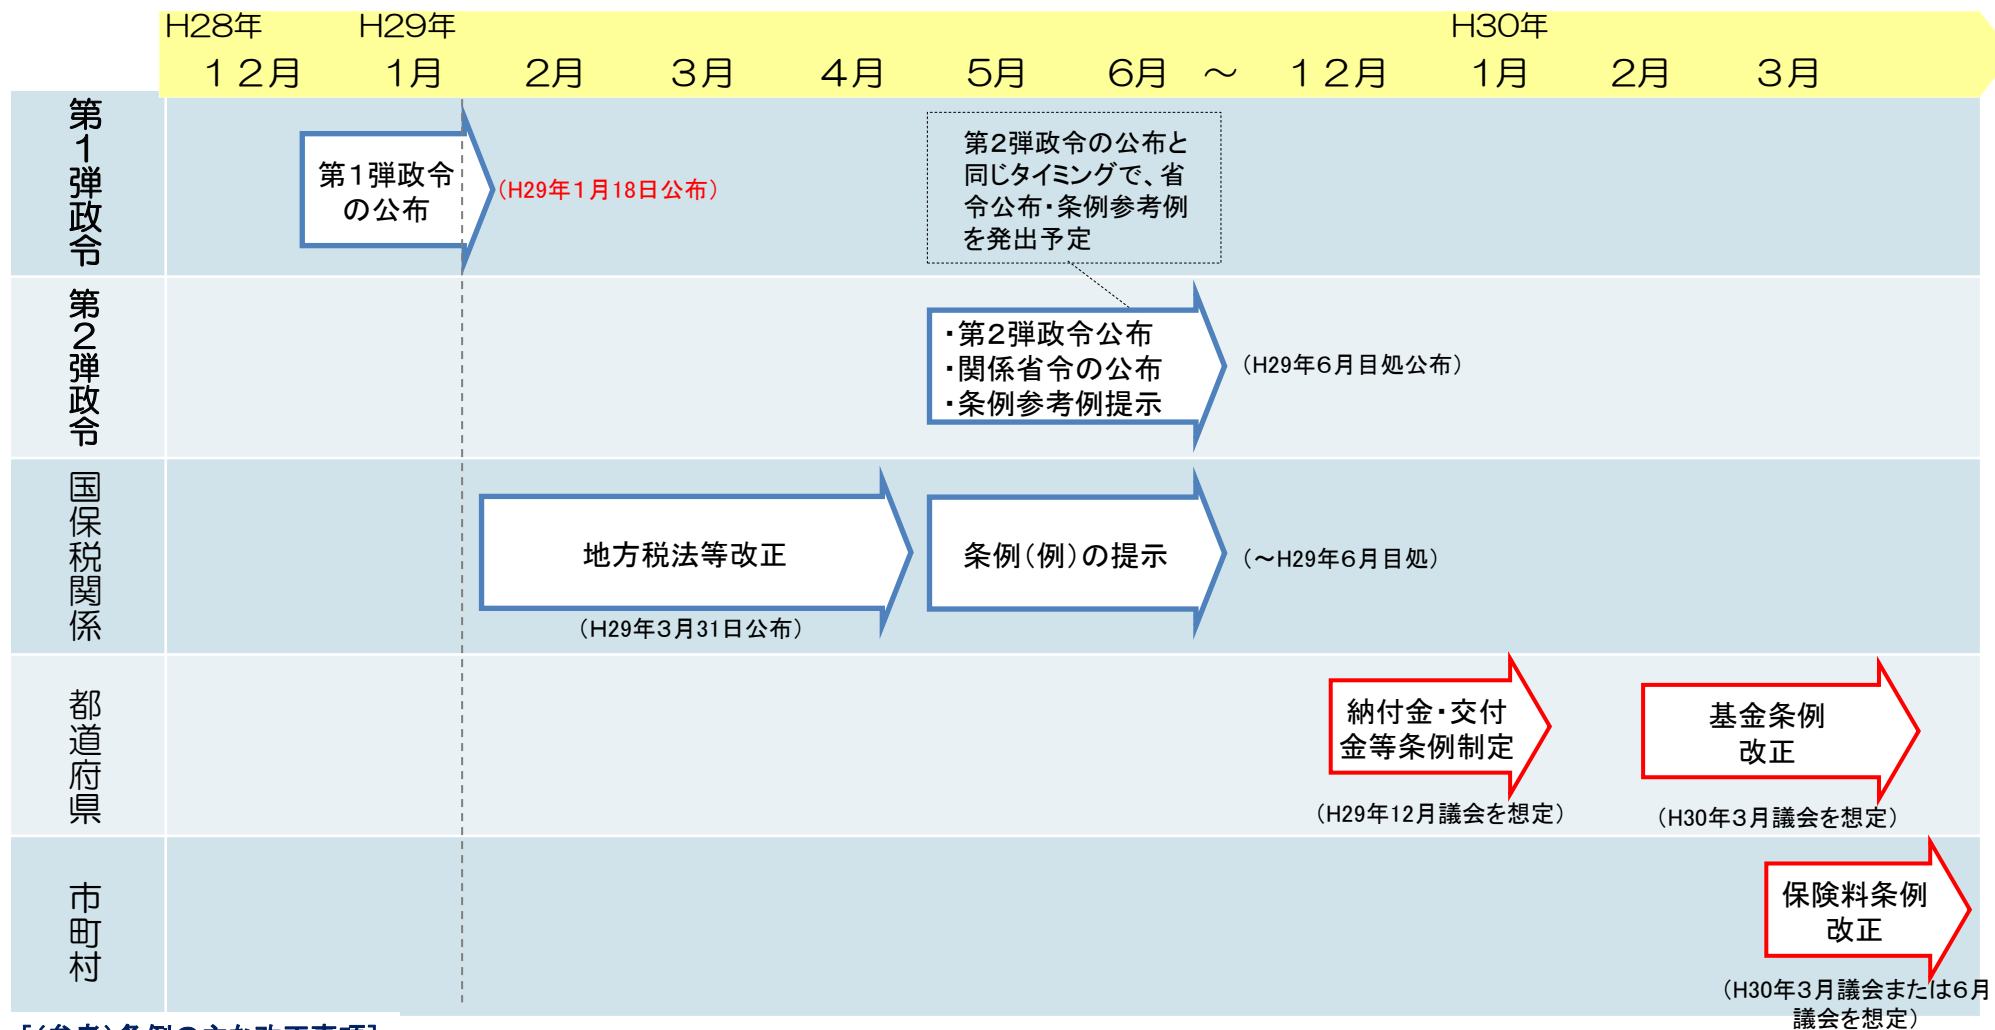 H28年 H29年 H30年
１２月 1月 2月 3月 4月 5月 6月 ～ １２月 1月 2月 3月
第1弾政令
第１弾政令
の公布
（H29年１月18日公布）
第２弾政令の公布と
同じタイミングで、省
令公布・条例参考例
を発出予定
第2弾政令
・第２弾政令公布
・関係省令の公布
・条例参考例提示
（H29年６月目処公布）
国保税関係
地方税法等改正
（H29年３月31日公布）
条例（例）の提示
（～H29年６月目処）
都道府県
納付金・交付
金等条例制定
（H29年12月議会を想定）
基金条例
改正
（H30年３月議会を想定）
市町村
保険料条例
改正
（H30年３月議会または６月
議会を想定）
［（参考）条例の主な改正事項］